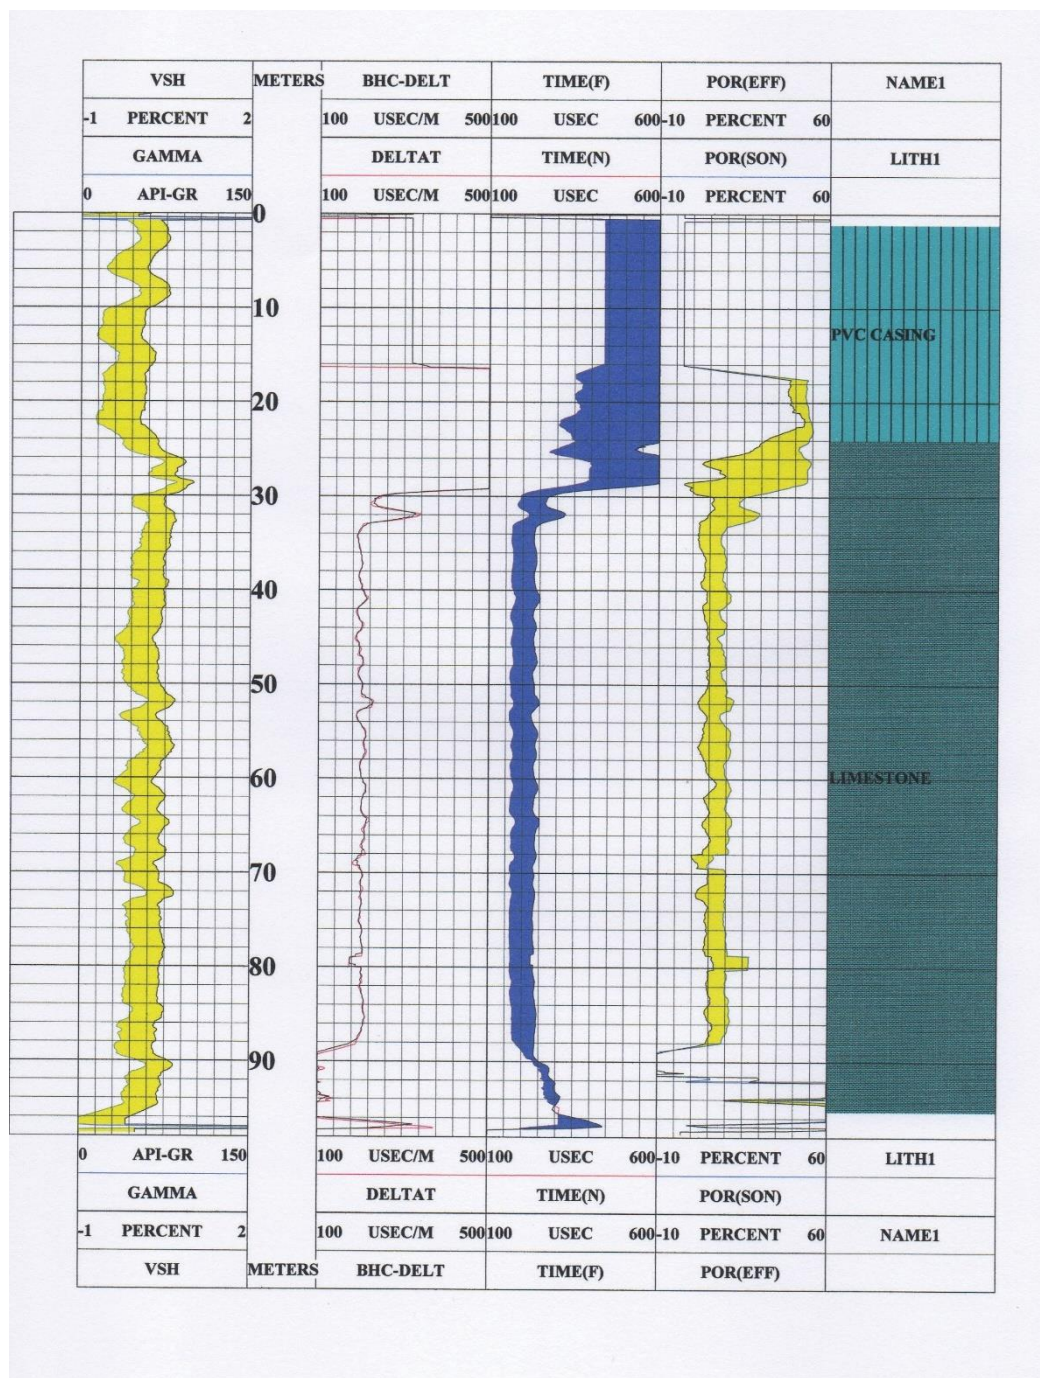 VSH METERS BHC-DELT TIME(F) POR(EFF) NAME1
-1 PERCENT 2 100 USEC/M 500 100 USEC 600 -10 PERCENT 60
GAMMA DELTAT TIME(N) POR(SON) LITH1
0 API-GR 150 100 USEC/M 500 100 USEC 600 -10 PERCENT 60
0
10
PVC CASING
20
30
40
50
60
LIMESTONE
70
80
90
0 API-GR 150 100 USEC/M 500 100 USEC 600 -10 PERCENT 60 LITH1
GAMMA DELTAT TIME(N) POR(SON)
-1 PERCENT 2 100 USEC/M 500 100 USEC 600 -10 PERCENT 60 NAME1
VSH METERS BHC-DELT TIME(F) POR(EFF)